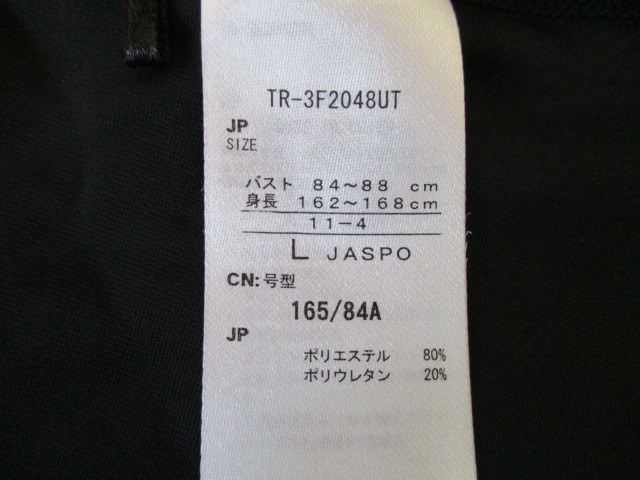 TR-3F2048UT
JP
SIZE
バスト 84～88 cm
身長 162～168cm
11-4
L JASPO
CN:号型
165/84A
JP
ポリエステル 80%
ポリウレタン 20%